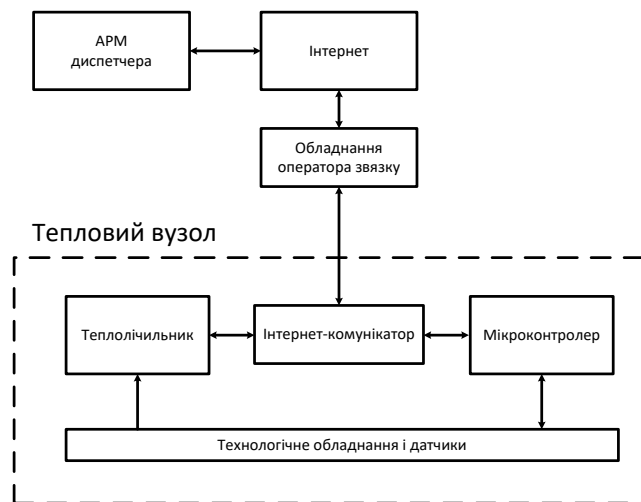 АРМ
диспетчера
Інтернет
Обладнання
оператора звязку
Тепловий вузол
Теплолічильник
Інтернет-комунікатор
Мікроконтролер
Технологічне обладнання і датчики